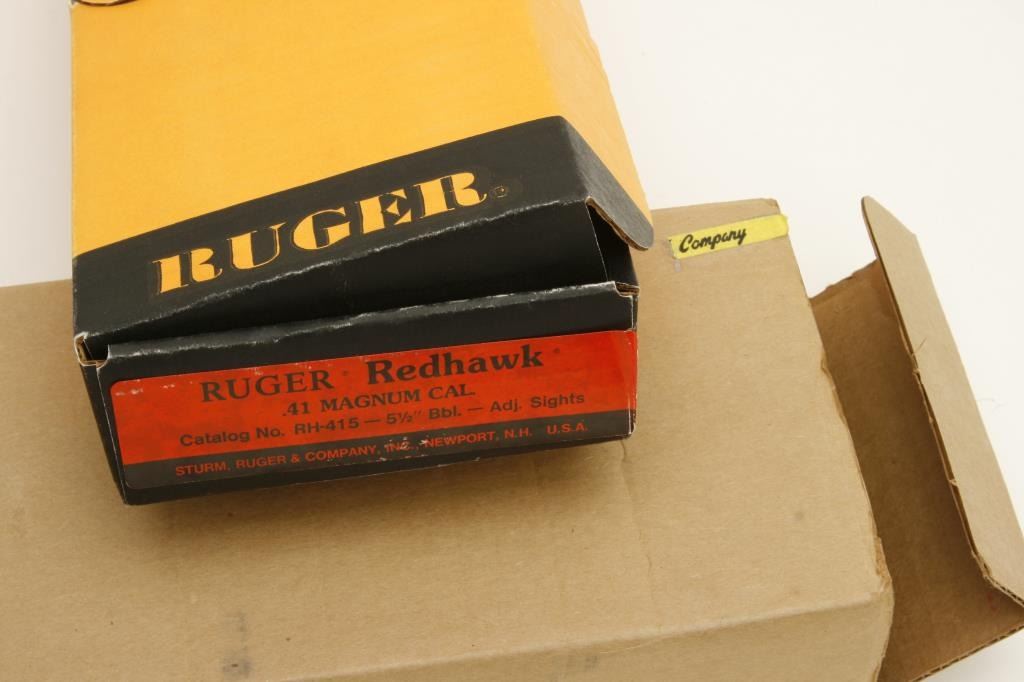 RUGER®
Company
RUGER® Redhawk®
.41 MAGNUM CAL.
Catalog No. RH-415 — 5½" Bbl. — Adj. Sights
STURM, RUGER & COMPANY, INC., NEWPORT, N.H. U.S.A.